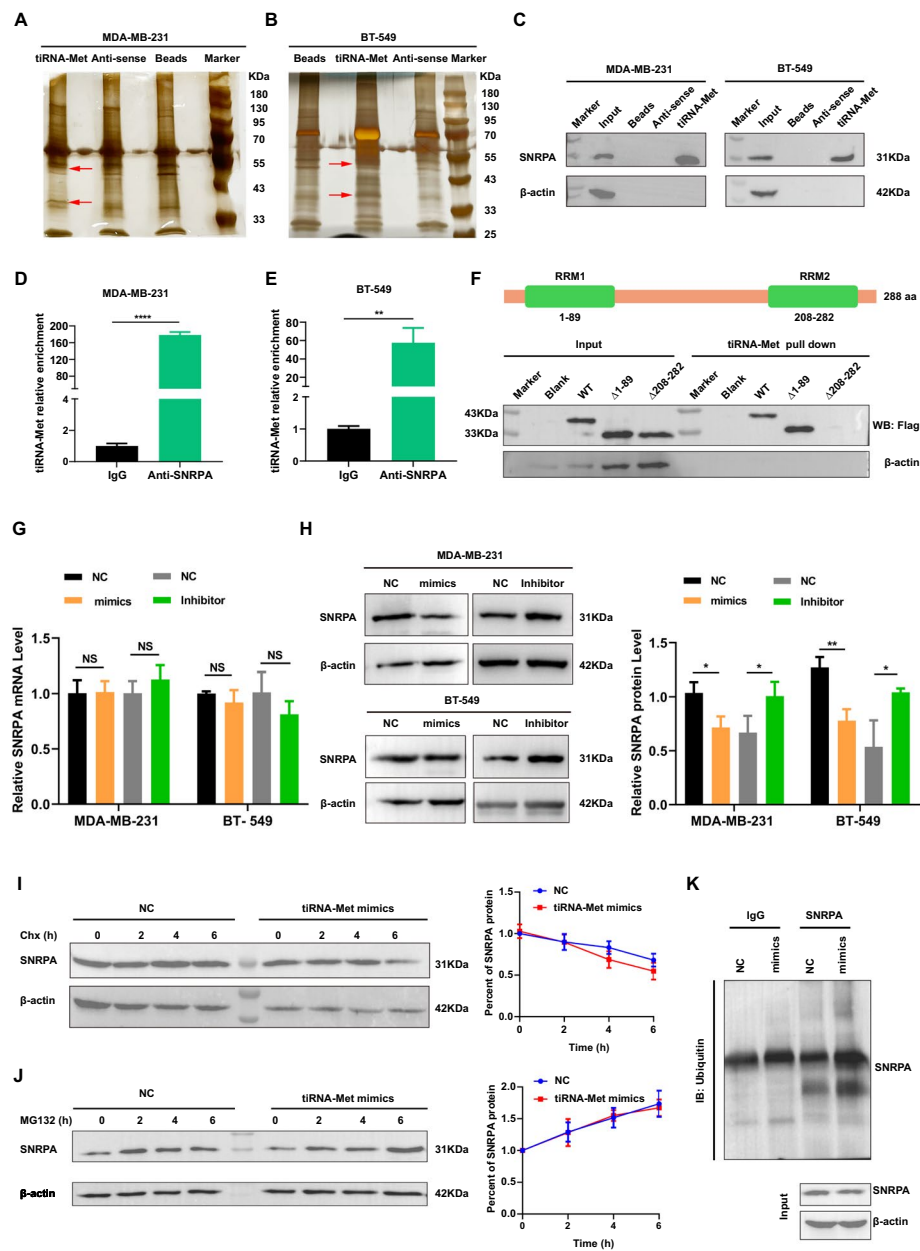 A
MDA-MB-231
tiRNA-Met Anti-sense Beads Marker
KDa
180
130
95
70
55
43
33
B
BT-549
Beads tiRNA-Met Anti-sense Marker
KDa
180
130
95
70
55
43
33
25
C
MDA-MB-231 BT-549
Marker Input Beads Anti-sense tiRNA-Met Marker Input Beads Anti-sense tiRNA-Met
SNRPA 31KDa
β-actin 42KDa
D
MDA-MB-231
tiRNA-Met relative enrichment
200
180
160
140
120
100
4
2
0
****
IgG Anti-SNRPA
E
BT-549
tiRNA-Met relative enrichment
80
60
40
20
2
1
0
**
IgG Anti-SNRPA
F
RRM1 RRM2
288 aa
1-89 208-282
Input tiRNA-Met pull down
Marker Blank WT Δ1-89 Δ208-282 Marker Blank WT Δ1-89 Δ208-282
43KDa
33KDa
WB: Flag
β-actin
G
NC NC
mimics Inhibitor
Relative SNRPA mRNA Level
1.5
1.0
0.5
0.0
NS NS NS NS
MDA-MB-231 BT- 549
H
MDA-MB-231
NC mimics NC Inhibitor
SNRPA 31KDa
β-actin 42KDa
BT-549
NC mimics NC Inhibitor
SNRPA 31KDa
β-actin 42KDa
NC NC
mimics Inhibitor
Relative SNRPA protein Level
1.5
1.0
0.5
0.0
* * ** *
MDA-MB-231 BT-549
I
NC tiRNA-Met mimics
Chx (h) 0 2 4 6 0 2 4 6
SNRPA 31KDa
β-actin 42KDa
NC
tiRNA-Met mimics
Percent of SNRPA protein
1.5
1.0
0.5
0.0
0 2 4 6
Time (h)
J
NC tiRNA-Met mimics
MG132 (h) 0 2 4 6 0 2 4 6
SNRPA 31KDa
β-actin 42KDa
NC
tiRNA-Met mimics
Percent of SNRPA protein
2.0
1.5
1.0
0.5
0.0
0 2 4 6
Time (h)
K
IgG SNRPA
NC mimics NC mimics
IB: Ubiquitin
SNRPA
Input
SNRPA
β-actin